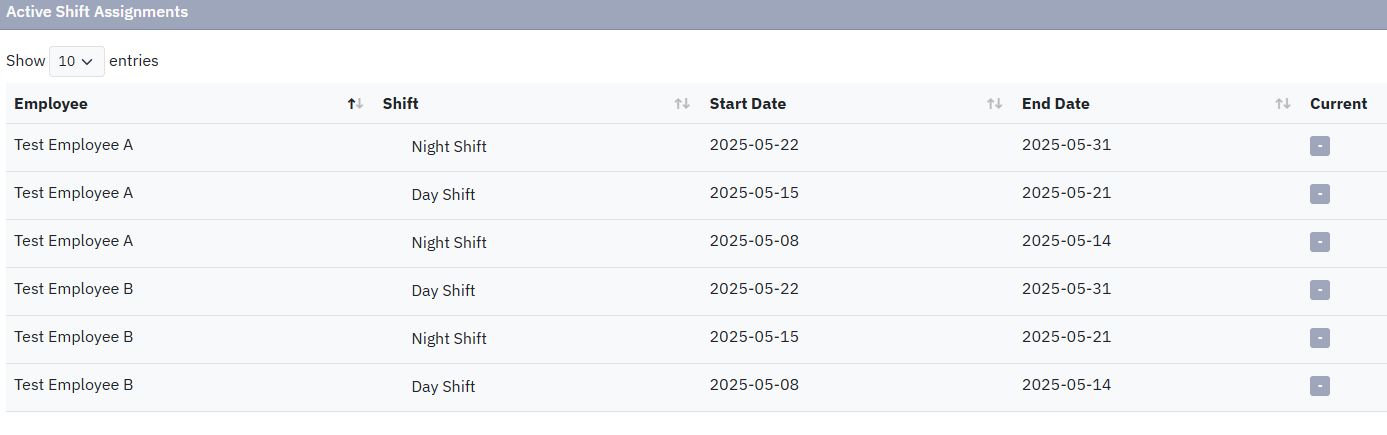 Active Shift Assignments
Show 10 entries
Employee Shift Start Date End Date Current
Test Employee A Night Shift 2025-05-22 2025-05-31 -
Test Employee A Day Shift 2025-05-15 2025-05-21 -
Test Employee A Night Shift 2025-05-08 2025-05-14 -
Test Employee B Day Shift 2025-05-22 2025-05-31 -
Test Employee B Night Shift 2025-05-15 2025-05-21 -
Test Employee B Day Shift 2025-05-08 2025-05-14 -